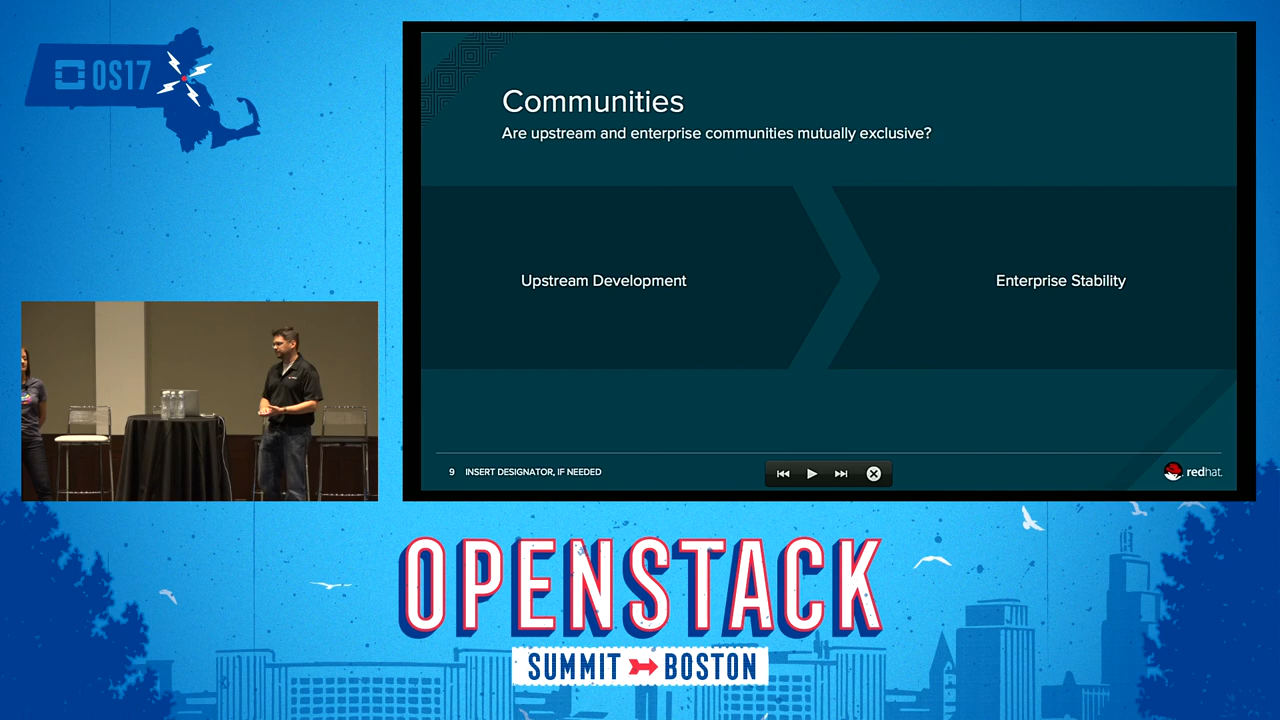 OS17
Communities
Are upstream and enterprise communities mutually exclusive?
Upstream Development
Enterprise Stability
9 INSERT DESIGNATOR, IF NEEDED
redhat.
OPENSTACK
SUMMIT BOSTON